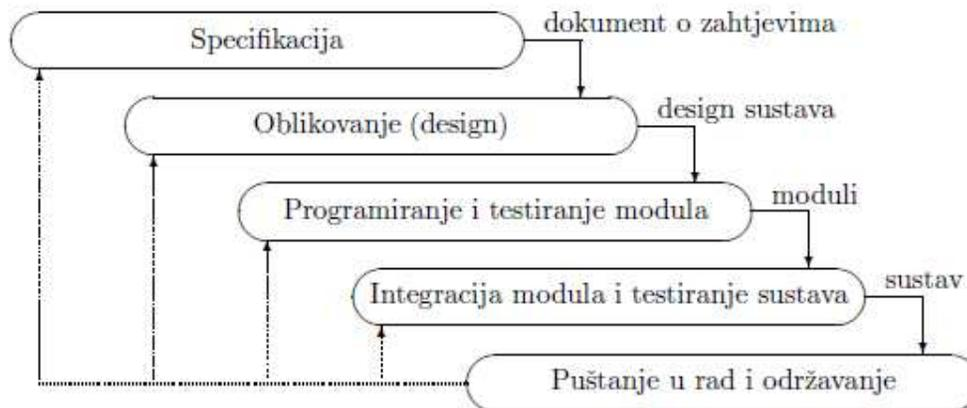 Specifikacija
dokument o zahtjevima
Oblikovanje (design)
design sustava
Programiranje i testiranje modula
moduli
Integracija modula i testiranje sustava
sustav
Puštanje u rad i održavanje